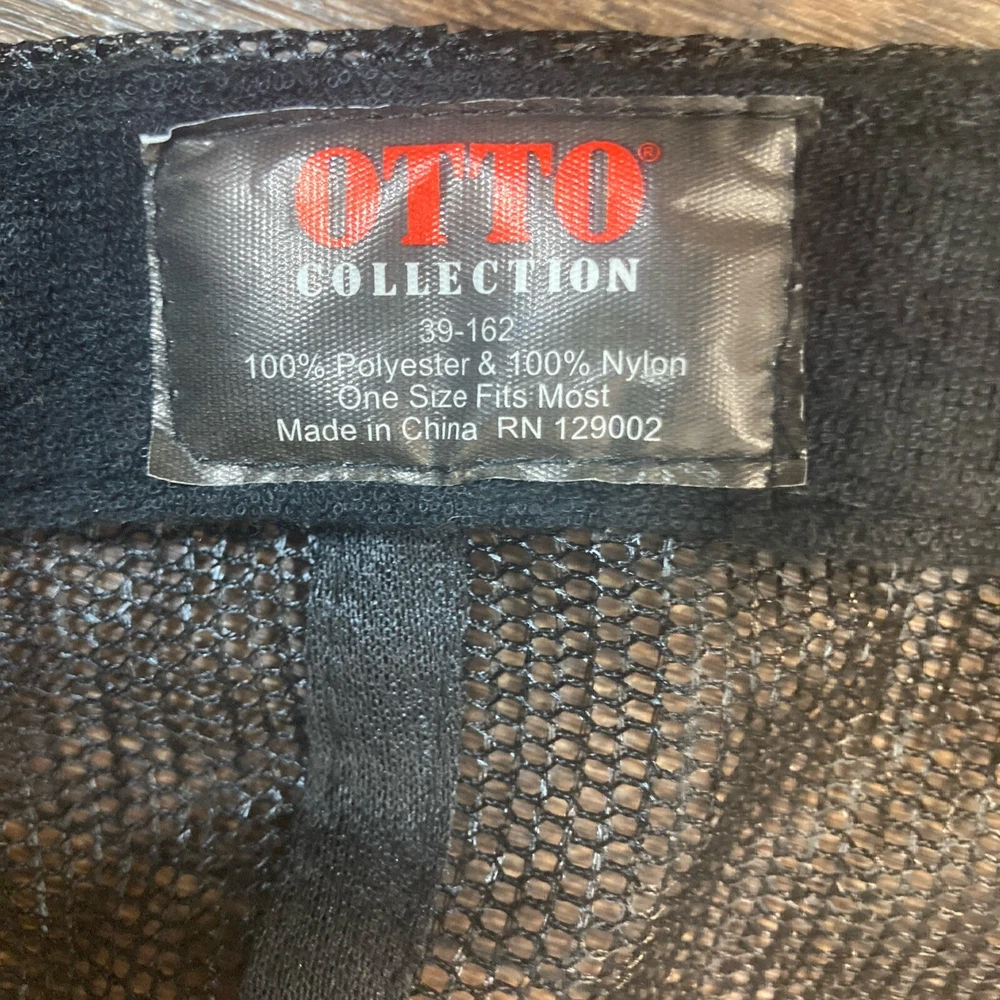 OTTO®
COLLECTION
39-162
100% Polyester & 100% Nylon
One Size Fits Most
Made in China RN 129002